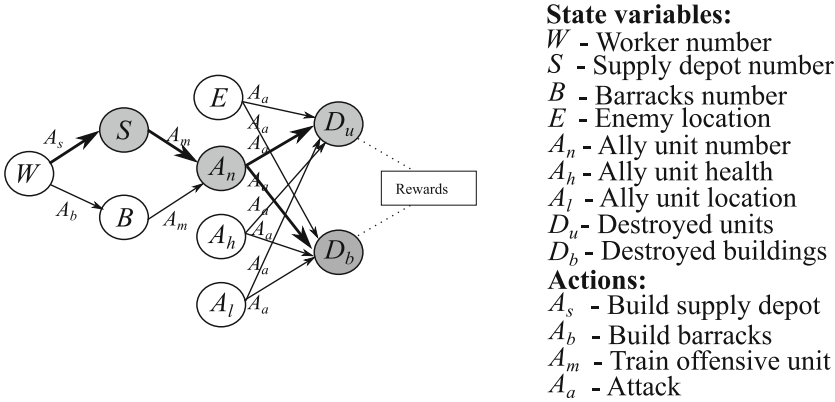 W
A_s
S
A_b
B
A_m
A_m
A_n
E
A_a
A_a
A_a
A_a
D_u
A_h
A_a
A_a
A_a
D_b
A_l
A_a
Rewards
State variables:
W - Worker number
S - Supply depot number
B - Barracks number
E - Enemy location
A_n - Ally unit number
A_h - Ally unit health
A_l - Ally unit location
D_u - Destroyed units
D_b - Destroyed buildings
Actions:
A_s - Build supply depot
A_b - Build barracks
A_m - Train offensive unit
A_a - Attack